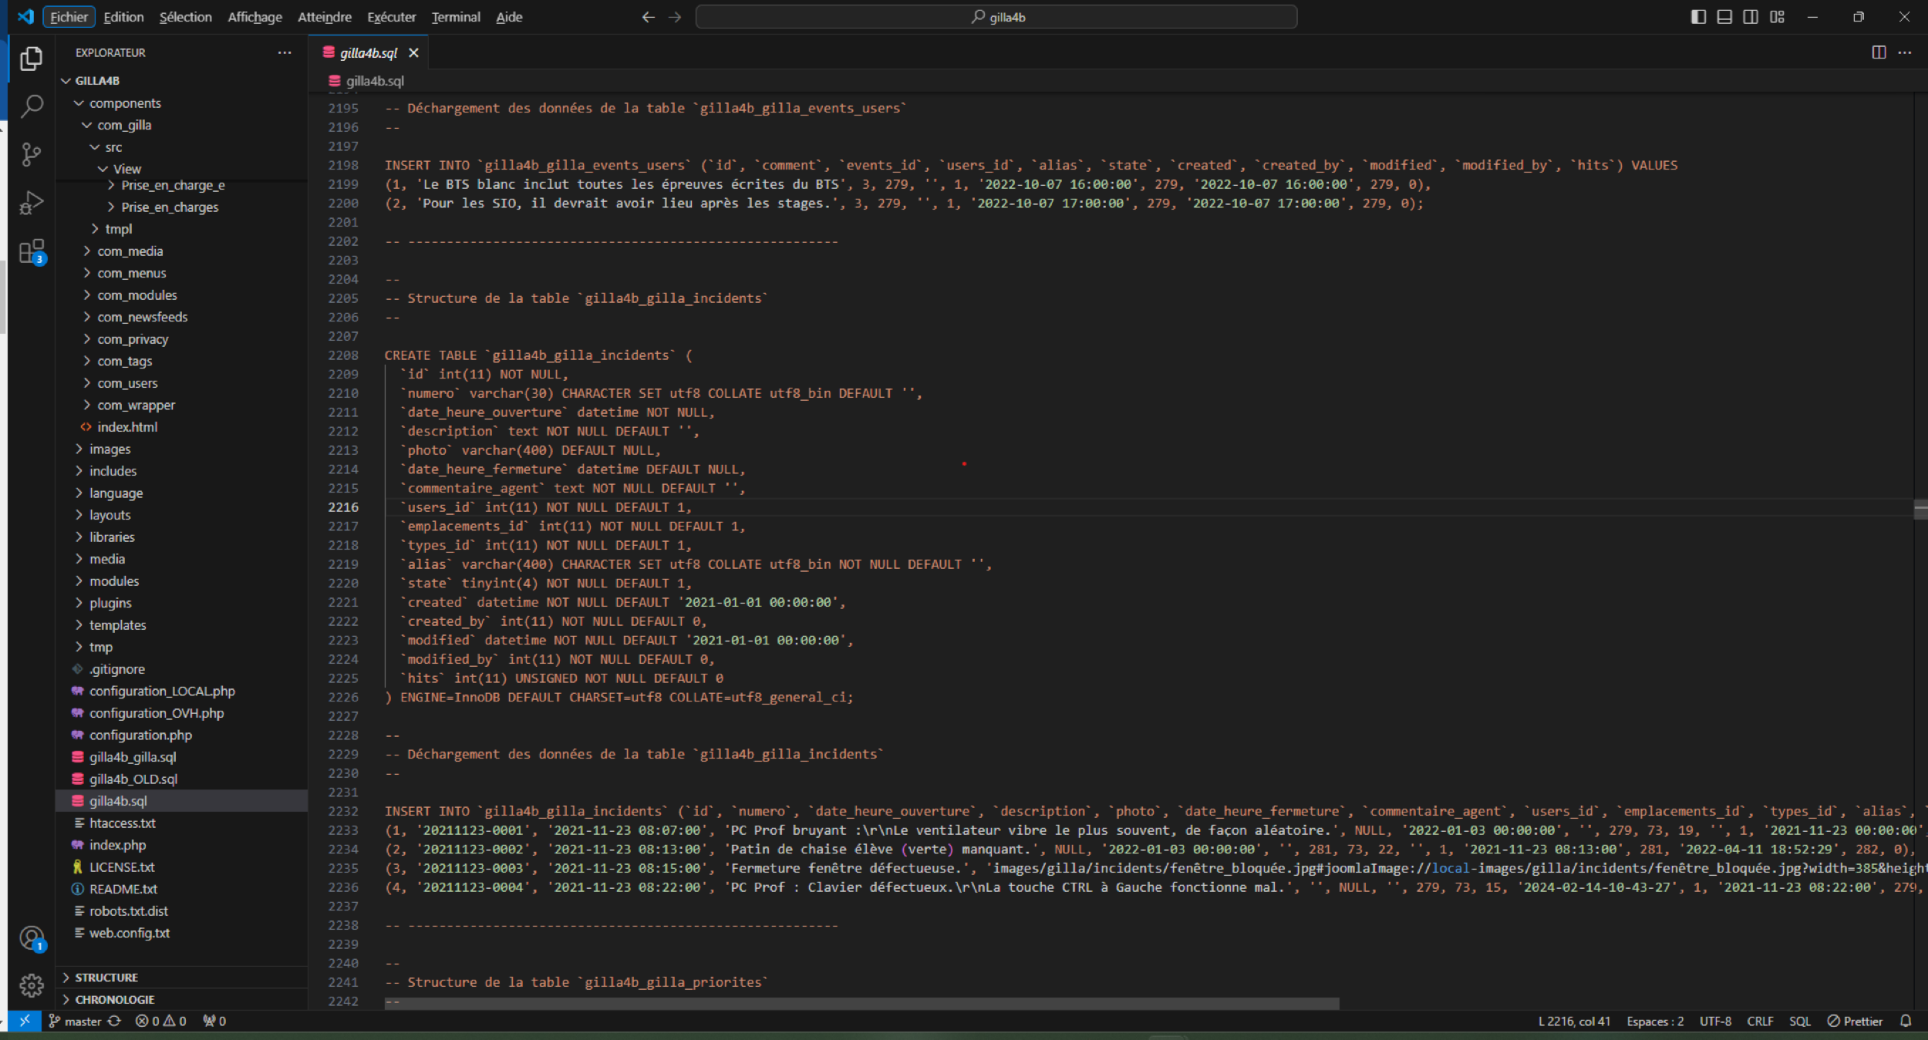 Fichier Edition Sélection Affichage Atteindre Exécuter Terminal Aide
gilla4b
EXPLORATEUR
GILLA4B
components
com_gilla
src
View
Prise_en_charge_e
Prise_en_charges
tmpl
com_media
com_menus
com_modules
com_newsfeeds
com_privacy
com_tags
com_users
com_wrapper
index.html
images
includes
language
layouts
libraries
media
modules
plugins
templates
tmp
.gitignore
configuration_LOCAL.php
configuration_OVH.php
configuration.php
gilla4b_gilla.sql
gilla4b_OLD.sql
gilla4b.sql
htaccess.txt
index.php
LICENSE.txt
README.txt
robots.txt.dist
web.config.txt
STRUCTURE
CHRONOLOGIE
3
1
gilla4b.sql
gilla4b.sql
2195 -- Déchargement des données de la table `gilla4b_gilla_events_users`
2196 --
2197
2198 INSERT INTO `gilla4b_gilla_events_users` (`id`, `comment`, `events_id`, `users_id`, `alias`, `state`, `created`, `created_by`, `modified`, `modified_by`, `hits`) VALUES
2199 (1, 'Le BTS blanc inclut toutes les épreuves écrites du BTS', 3, 279, '', 1, '2022-10-07 16:00:00', 279, '2022-10-07 16:00:00', 279, 0),
2200 (2, 'Pour les SIO, il devrait avoir lieu après les stages.', 3, 279, '', 1, '2022-10-07 17:00:00', 279, '2022-10-07 17:00:00', 279, 0);
2201
2202 -- --------------------------------------------------------
2203
2204 --
2205 -- Structure de la table `gilla4b_gilla_incidents`
2206 --
2207
2208 CREATE TABLE `gilla4b_gilla_incidents` (
2209 `id` int(11) NOT NULL,
2210 `numero` varchar(30) CHARACTER SET utf8 COLLATE utf8_bin DEFAULT '',
2211 `date_heure_ouverture` datetime NOT NULL,
2212 `description` text NOT NULL DEFAULT '',
2213 `photo` varchar(400) DEFAULT NULL,
2214 `date_heure_fermeture` datetime DEFAULT NULL,
2215 `commentaire_agent` text NOT NULL DEFAULT '',
2216 `users_id` int(11) NOT NULL DEFAULT 1,
2217 `emplacements_id` int(11) NOT NULL DEFAULT 1,
2218 `types_id` int(11) NOT NULL DEFAULT 1,
2219 `alias` varchar(400) CHARACTER SET utf8 COLLATE utf8_bin NOT NULL DEFAULT '',
2220 `state` tinyint(4) NOT NULL DEFAULT 1,
2221 `created` datetime NOT NULL DEFAULT '2021-01-01 00:00:00',
2222 `created_by` int(11) NOT NULL DEFAULT 0,
2223 `modified` datetime NOT NULL DEFAULT '2021-01-01 00:00:00',
2224 `modified_by` int(11) NOT NULL DEFAULT 0,
2225 `hits` int(11) UNSIGNED NOT NULL DEFAULT 0
2226 ) ENGINE=InnoDB DEFAULT CHARSET=utf8 COLLATE=utf8_general_ci;
2227
2228 --
2229 -- Déchargement des données de la table `gilla4b_gilla_incidents`
2230 --
2231
2232 INSERT INTO `gilla4b_gilla_incidents` (`id`, `numero`, `date_heure_ouverture`, `description`, `photo`, `date_heure_fermeture`, `commentaire_agent`, `users_id`, `emplacements_id`, `types_id`, `alias`,
2233 (1, '20211123-0001', '2021-11-23 08:07:00', 'PC Prof bruyant :\r\nLe ventilateur vibre le plus souvent, de façon aléatoire.', NULL, '2022-01-03 00:00:00', '', 279, 73, 19, '', 1, '2021-11-23 00:00:00'
2234 (2, '20211123-0002', '2021-11-23 08:13:00', 'Patin de chaise élève (verte) manquant.', NULL, '2022-01-03 00:00:00', '', 281, 73, 22, '', 1, '2021-11-23 08:13:00', 281, '2022-04-11 18:52:29', 282, 0),
2235 (3, '20211123-0003', '2021-11-23 08:15:00', 'Fermeture fenêtre défectueuse.', 'images/gilla/incidents/fenêtre_bloquée.jpg#joomlaImage://local-images/gilla/incidents/fenêtre_bloquée.jpg?width=385&height
2236 (4, '20211123-0004', '2021-11-23 08:22:00', 'PC Prof : Clavier défectueux.\r\nLa touche CTRL à Gauche fonctionne mal.', '', NULL, '', 279, 73, 15, '2024-02-14-10-43-27', 1, '2021-11-23 08:22:00', 279,
2237
2238 -- --------------------------------------------------------
2239
2240 --
2241 -- Structure de la table `gilla4b_gilla_priorites`
2242 --
master 0 0 0 L 2216, col 41 Espaces : 2 UTF-8 CRLF SQL Prettier